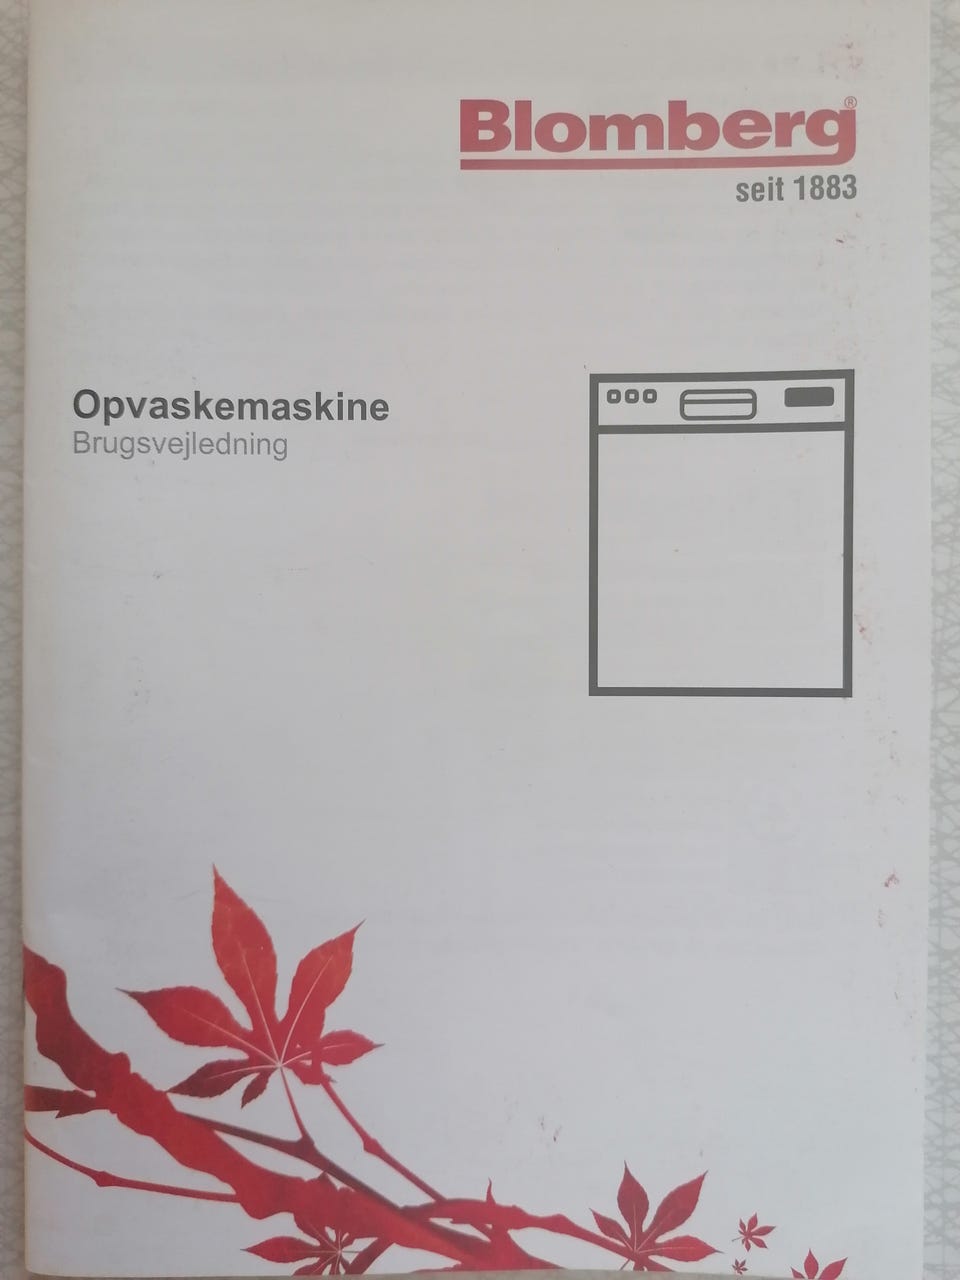 Blomberg®
seit 1883
Opvaskemaskine
Brugsvejledning